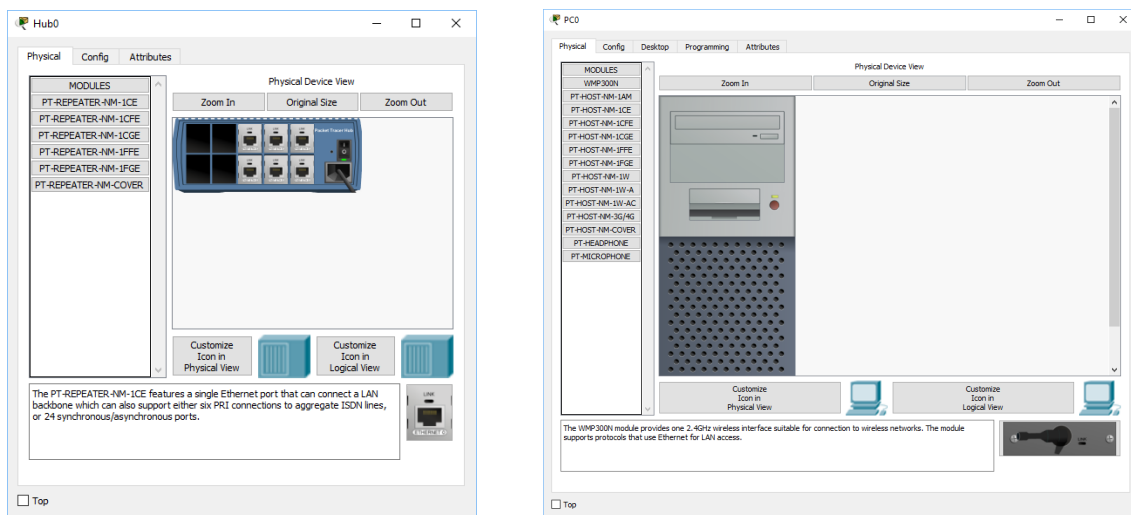 Hub0
Physical Config Attributes
MODULES
PT-REPEATER-NM-1CE
PT-REPEATER-NM-1CFE
PT-REPEATER-NM-1CGE
PT-REPEATER-NM-1FFE
PT-REPEATER-NM-1FGE
PT-REPEATER-NM-COVER
Physical Device View
Zoom In Original Size Zoom Out
Packet Tracer Hub
Customize
Icon in
Physical View
Customize
Icon in
Logical View
The PT-REPEATER-NM-1CE features a single Ethernet port that can connect a LAN
backbone which can also support either six PRI connections to aggregate ISDN lines,
or 24 synchronous/asynchronous ports.
LINK
ETHERNET 0
Top
PC0
Physical Config Desktop Programming Attributes
MODULES
WMP300N
PT-HOST-NM-1AM
PT-HOST-NM-1CE
PT-HOST-NM-1CFE
PT-HOST-NM-1CGE
PT-HOST-NM-1FFE
PT-HOST-NM-1FGE
PT-HOST-NM-1W
PT-HOST-NM-1W-A
PT-HOST-NM-1W-AC
PT-HOST-NM-3G/4G
PT-HOST-NM-COVER
PT-HEADPHONE
PT-MICROPHONE
Physical Device View
Zoom In Original Size Zoom Out
Customize
Icon in
Physical View
Customize
Icon in
Logical View
The WMP300N module provides one 2.4GHz wireless interface suitable for connection to wireless networks. The module
supports protocols that use Ethernet for LAN access.
LINK
Top